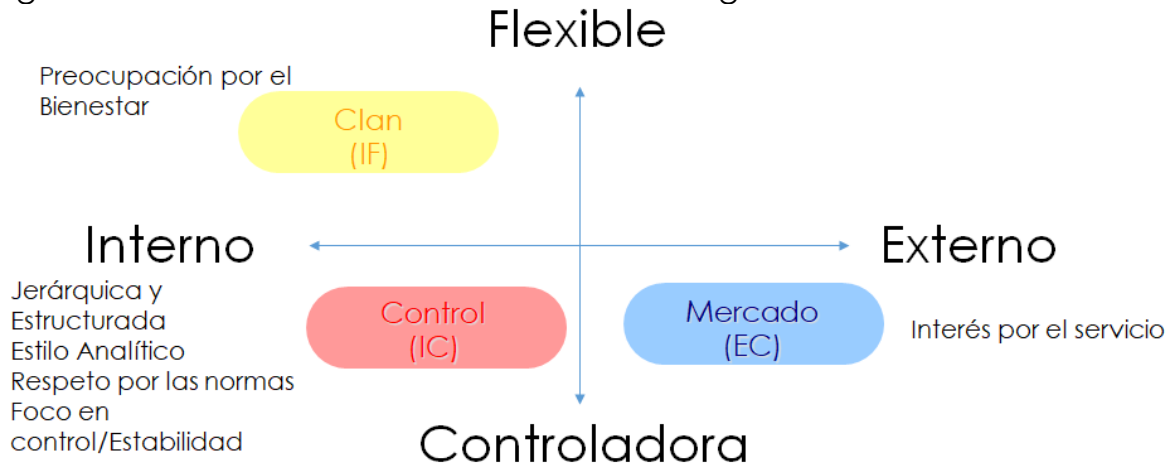 Flexible
Preocupación por el
Bienestar
Clan
(IF)
Interno
Externo
Jerárquica y
Estructurada
Estilo Analítico
Respeto por las normas
Foco en
control/Estabilidad
Control
(IC)
Mercado
(EC)
Interés por el servicio
Controladora